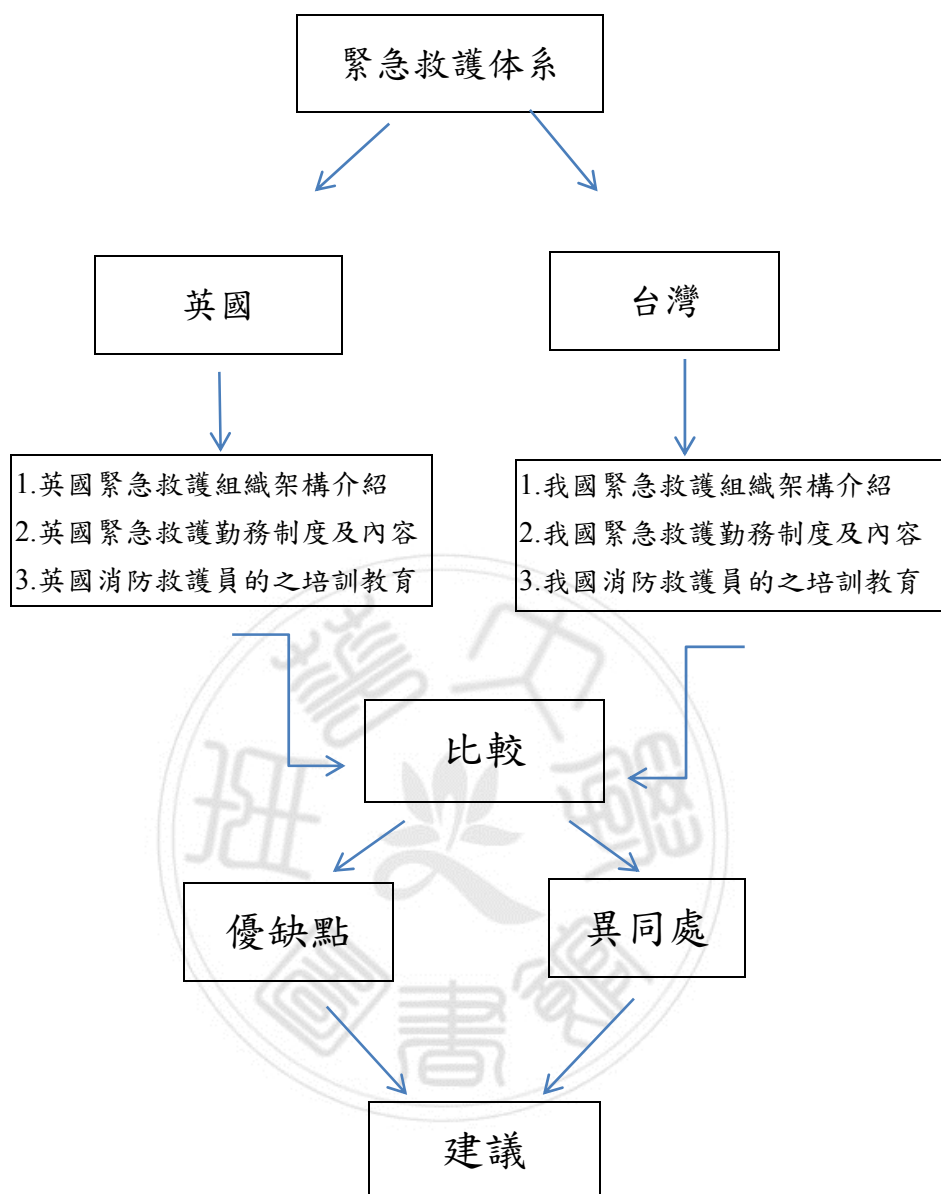 緊急救護体系
英國
台灣
1.英國緊急救護組織架構介紹
2.英國緊急救護勤務制度及內容
3.英國消防救護員的之培訓教育
1.我國緊急救護組織架構介紹
2.我國緊急救護勤務制度及內容
3.我國消防救護員的之培訓教育
比較
優缺點
異同處
建議